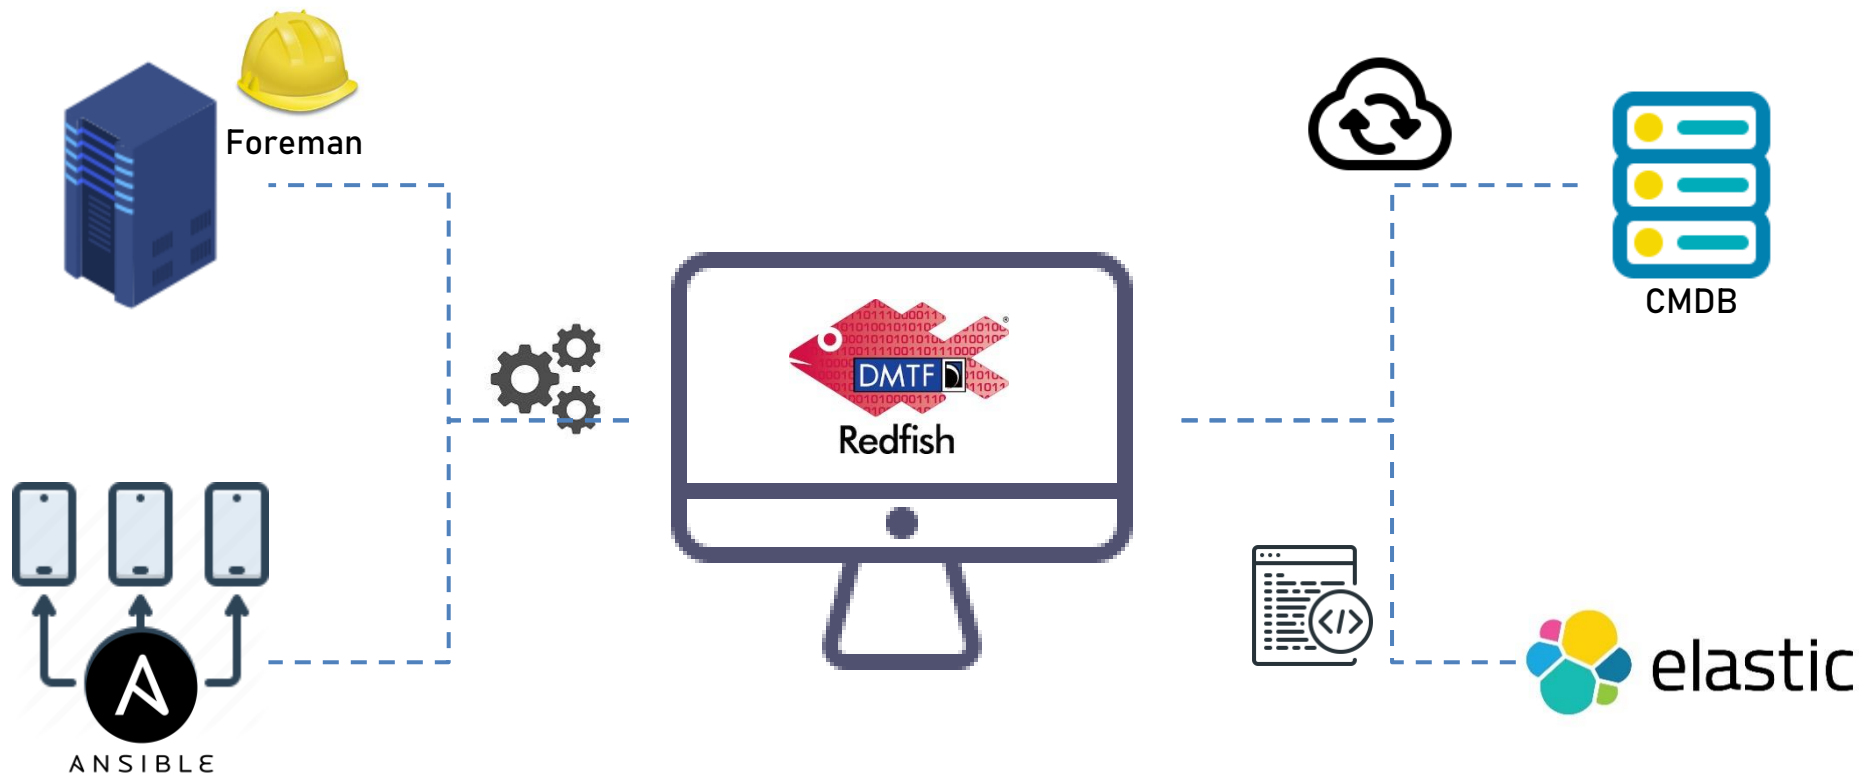 Foreman
CMDB
DMTF
Redfish
</>
elastic
ANSIBLE